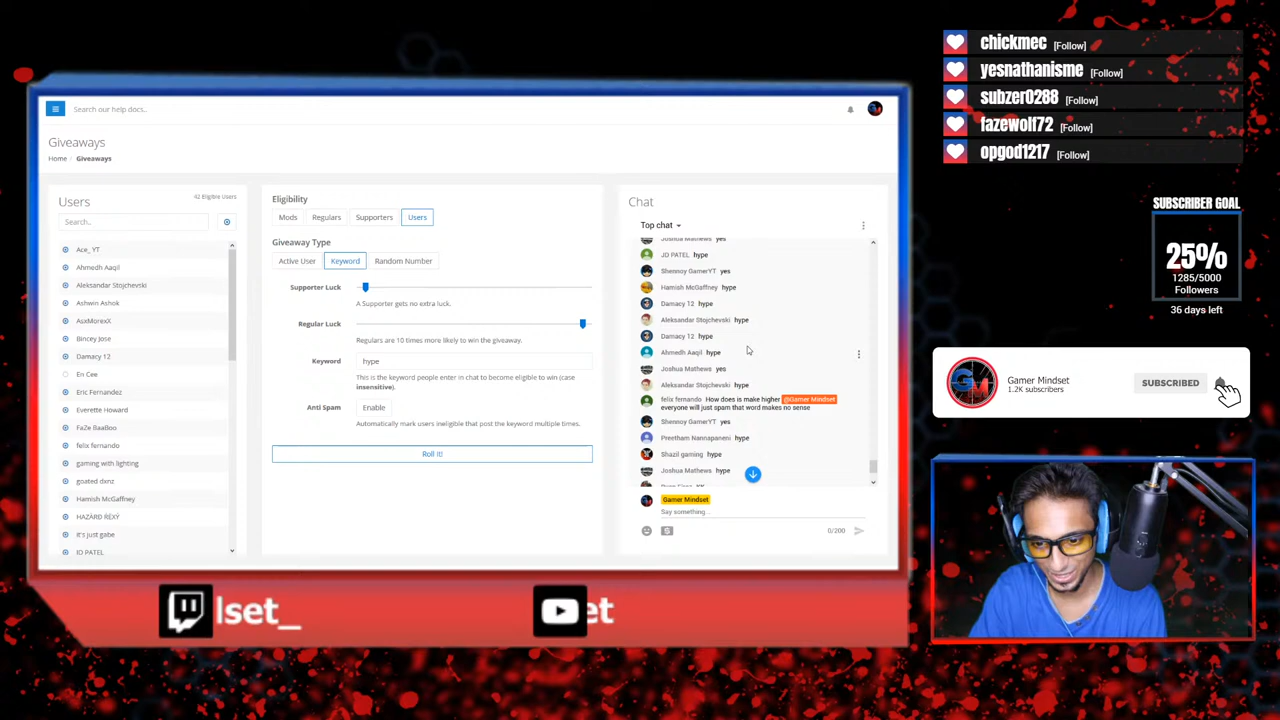 Search our help docs..
Giveaways
Home / Giveaways
Users
42 Eligible Users
Search..
Ace_ YT
Ahmedh Aaqil
Aleksandar Stojchevski
Ashwin Ashok
AsxMorexX
Bincey Jose
Damacy 12
En Cee
Eric Fernandez
Everette Howard
FaZe BaaBoo
felix fernando
gaming with lighting
goated dxnz
Hamish McGaffney
HAZARD REXY
it's just gabe
JD PATEL
Eligibility
Mods Regulars Supporters Users
Giveaway Type
Active User Keyword Random Number
Supporter Luck
A Supporter gets no extra luck.
Regular Luck
Regulars are 10 times more likely to win the giveaway.
Keyword hype
This is the keyword people enter in chat to become eligible to win (case
insensitive).
Anti Spam Enable
Automatically mark users ineligible that post the keyword multiple times.
Roll it!
Chat
Top chat
Joshua Mathews yes
JD PATEL hype
Shennoy GamerYT yes
Hamish McGaffney hype
Damacy 12 hype
Aleksandar Stojchevski hype
Damacy 12 hype
Ahmedh Aaqil hype
Joshua Mathews yes
Aleksandar Stojchevski hype
felix fernando How does is make higher @Gamer Mindset
everyone will just spam that word makes no sense
Shennoy GamerYT yes
Preetham Nannapaneni hype
Shazil gaming hype
Joshua Mathews hype
Gamer Mindset
Say something...
0/200
chickmec [Follow]
yesnathanisme [Follow]
subzer0288 [Follow]
fazewolf72 [Follow]
opgod1217 [Follow]
SUBSCRIBER GOAL
25%
1285/5000
Followers
36 days left
GM
Gamer Mindset
1.2K subscribers
SUBSCRIBED
lset_
et